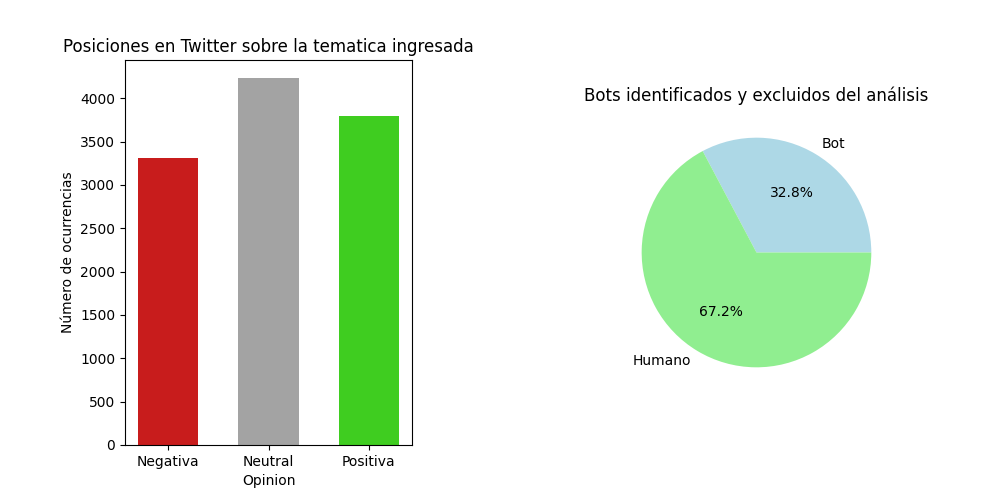 Posiciones en Twitter sobre la tematica ingresada
Número de ocurrencias
4000
3500
3000
2500
2000
1500
1000
500
0
Negativa
Neutral
Positiva
Opinion
Bots identificados y excluidos del análisis
Bot
32.8%
67.2%
Humano